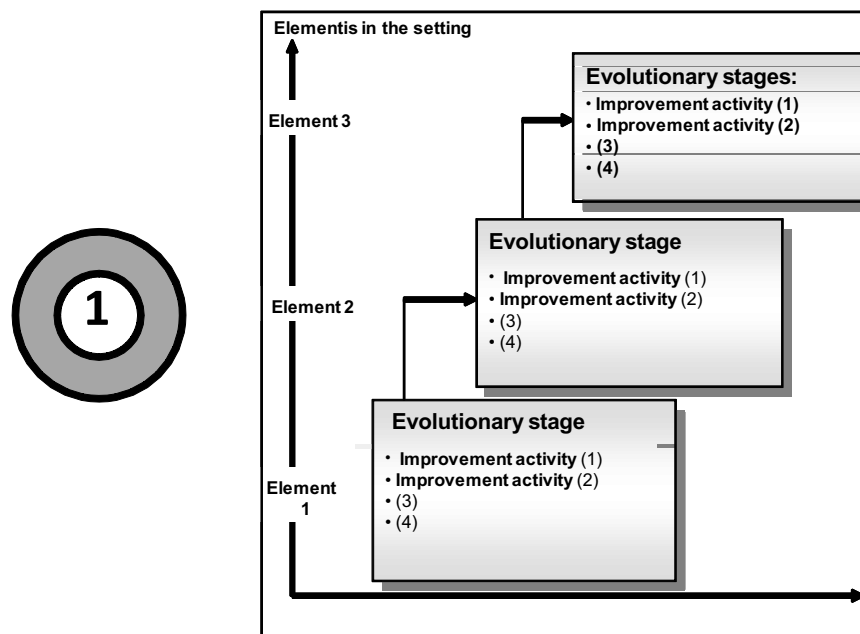 Elementis in the setting
Evolutionary stages:
• Improvement activity (1)
• Improvement activity (2)
• (3)
• (4)
Element 3
Evolutionary stage
• Improvement activity (1)
• Improvement activity (2)
• (3)
• (4)
Element 2
1
Evolutionary stage
• Improvement activity (1)
• Improvement activity (2)
• (3)
• (4)
Element
1